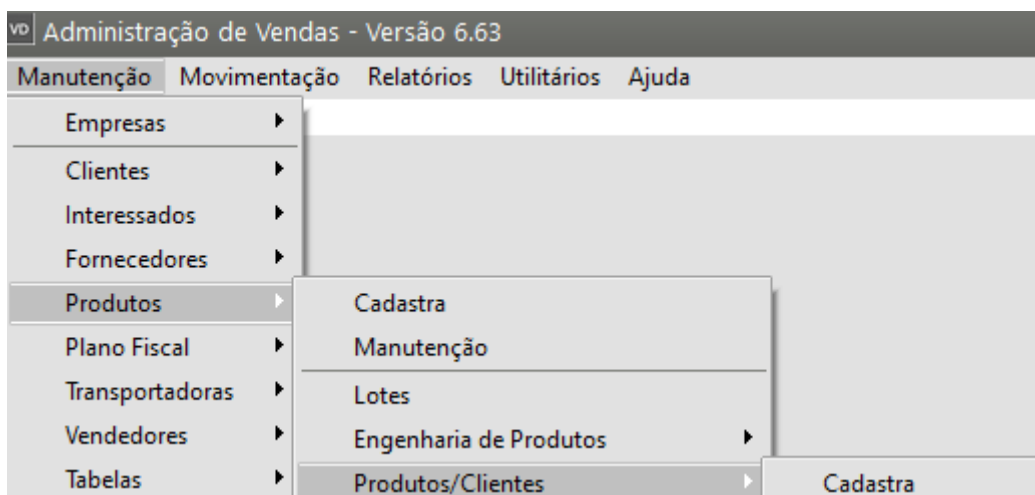 VD Administração de Vendas - Versão 6.63
Manutenção Movimentação Relatórios Utilitários Ajuda
Empresas
Clientes
Interessados
Fornecedores
Produtos
Plano Fiscal
Transportadoras
Vendedores
Tabelas
Cadastra
Manutenção
Lotes
Engenharia de Produtos
Produtos/Clientes
Cadastra